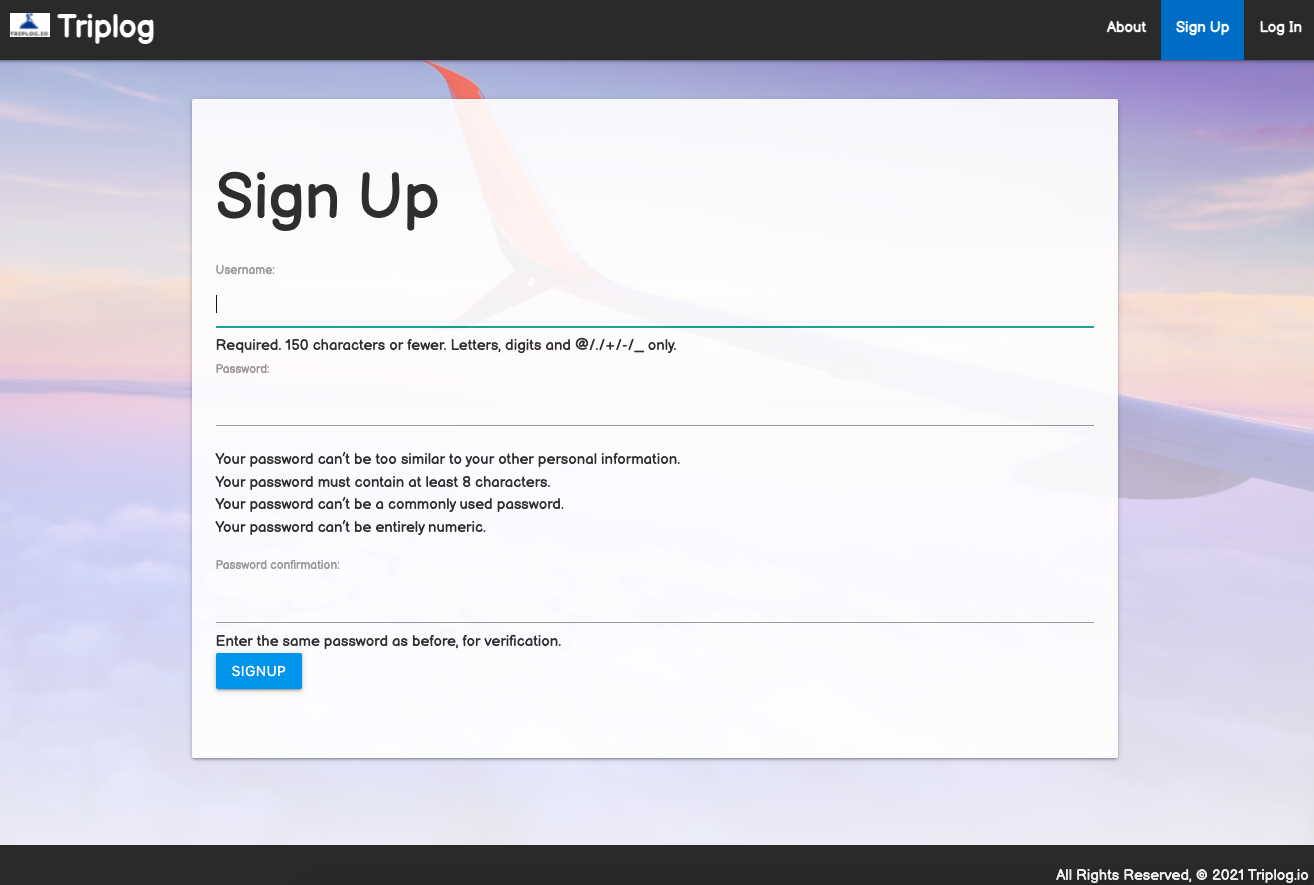 TRIPLOG.IO
Triplog
About
Sign Up
Log In
Sign Up
Username:
Required. 150 characters or fewer. Letters, digits and @/./+/-/_ only.
Password:
Your password can't be too similar to your other personal information.
Your password must contain at least 8 characters.
Your password can't be a commonly used password.
Your password can't be entirely numeric.
Password confirmation:
Enter the same password as before, for verification.
SIGNUP
All Rights Reserved, © 2021 Triplog.io